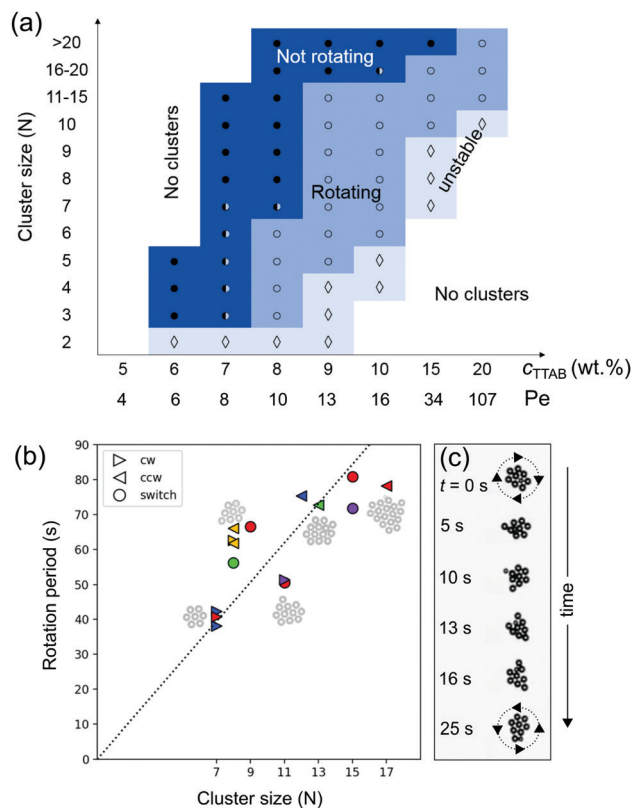 (a)
>20
16-20
11-15
10
9
8
7
6
5
4
3
2
Cluster size (N)
No clusters
Not rotating
Rotating
unstable
No clusters
5 6 7 8 9 10 15 20 cTTAB (wt.%)
4 6 8 10 13 16 34 107 Pe
(b)
90
80
70
60
50
40
30
20
10
0
Rotation period (s)
cw
ccw
switch
7 9 11 13 15 17
Cluster size (N)
(c)
t = 0 s
5 s
10 s
13 s
16 s
25 s
time